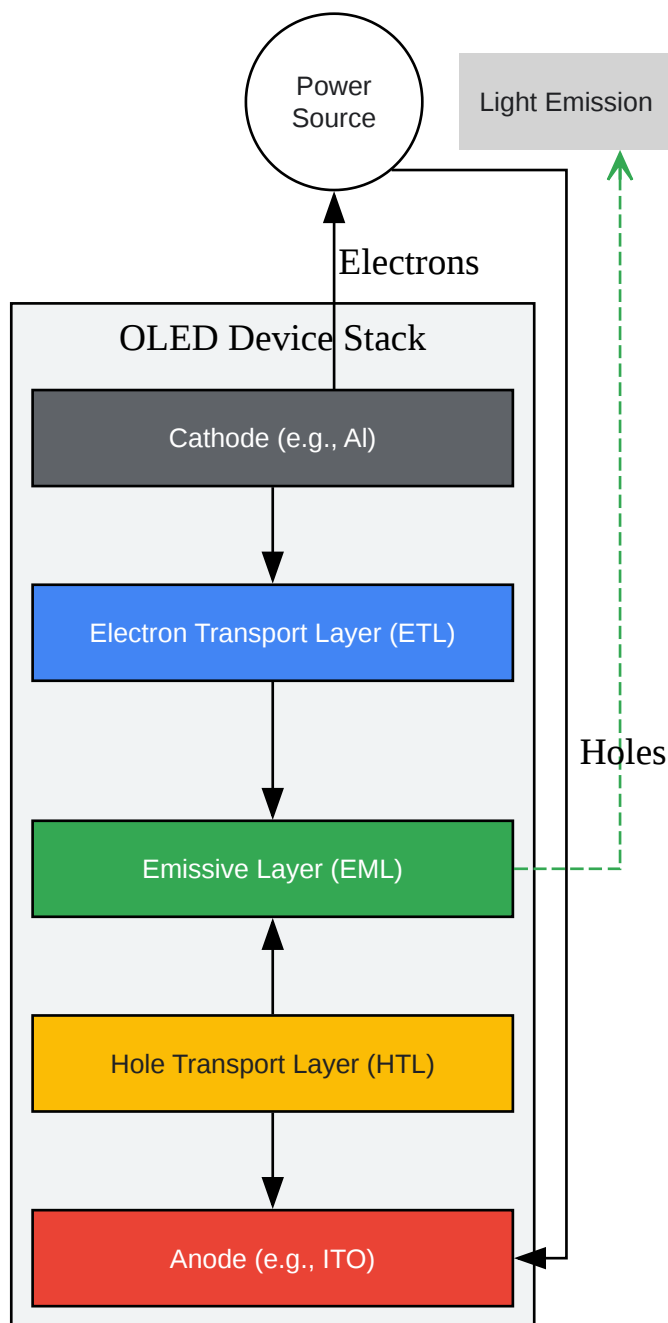 Power
Source
Light Emission
Electrons
OLED Device Stack
Cathode (e.g., Al)
Electron Transport Layer (ETL)
Holes
Emissive Layer (EML)
Hole Transport Layer (HTL)
Anode (e.g., ITO)